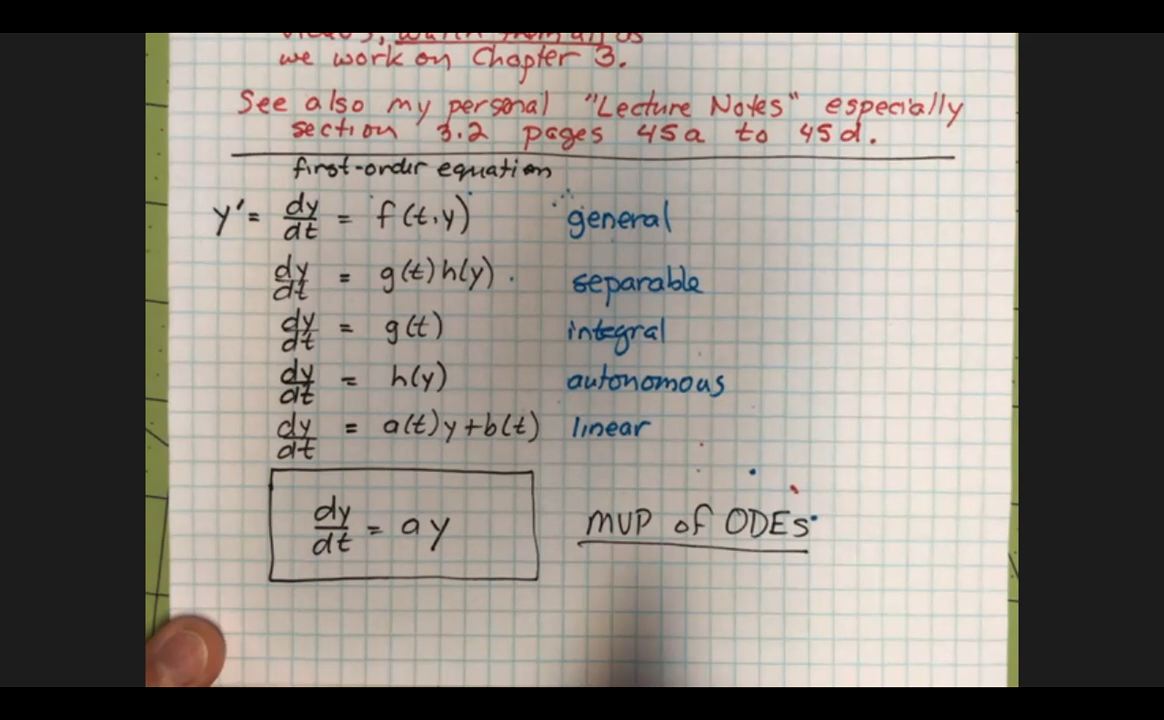 we work on Chapter 3.
See also my personal "Lecture Notes" especially
section 3.2 pages 45a to 45d.
first-order equation
y' = dy/dt = f(t,y) general
dy/dt = g(t)h(y). separable
dy/dt = g(t) integral
dy/dt = h(y) autonomous
dy/dt = a(t)y+b(t) linear
dy/dt = ay MVP of ODEs